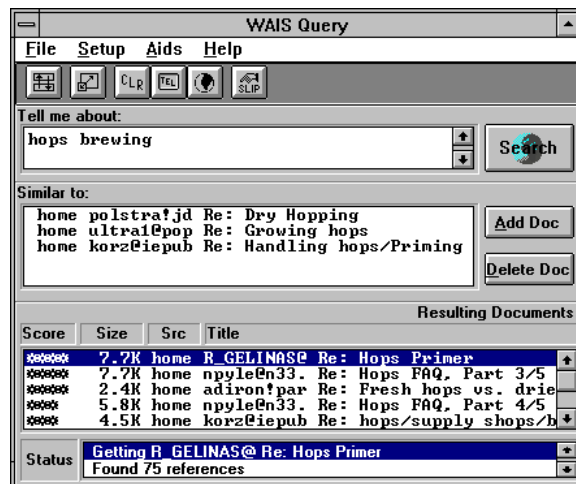 WAIS Query
File Setup Aids Help
CLR TEL SLIP
Tell me about:
hops brewing
Search
Similar to:
home polstra!jd Re: Dry Hopping
home ultra1@pop Re: Growing hops
home korz@iepub Re: Handling hops/Priming
Add Doc
Delete Doc
Resulting Documents
Score Size Src Title
7.7K home R_GELINAS@ Re: Hops Primer
7.7K home npyle@n33. Re: Hops FAQ, Part 3/5
2.4K home adiron!par Re: Fresh hops vs. drie
5.8K home npyle@n33. Re: Hops FAQ, Part 4/5
4.5K home korz@iepub Re: hops/supply shops/b
Status
Getting R_GELINAS@ Re: Hops Primer
Found 75 references